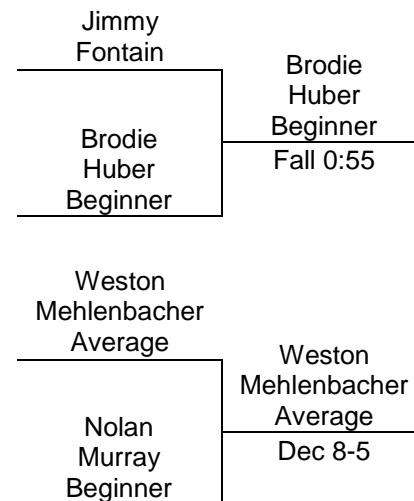 Jimmy
Fontain
Brodie
Huber
Beginner
Brodie
Huber
Beginner
Fall 0:55
Weston
Mehlenbacher
Average
Nolan
Murray
Beginner
Weston
Mehlenbacher
Average
Dec 8-5